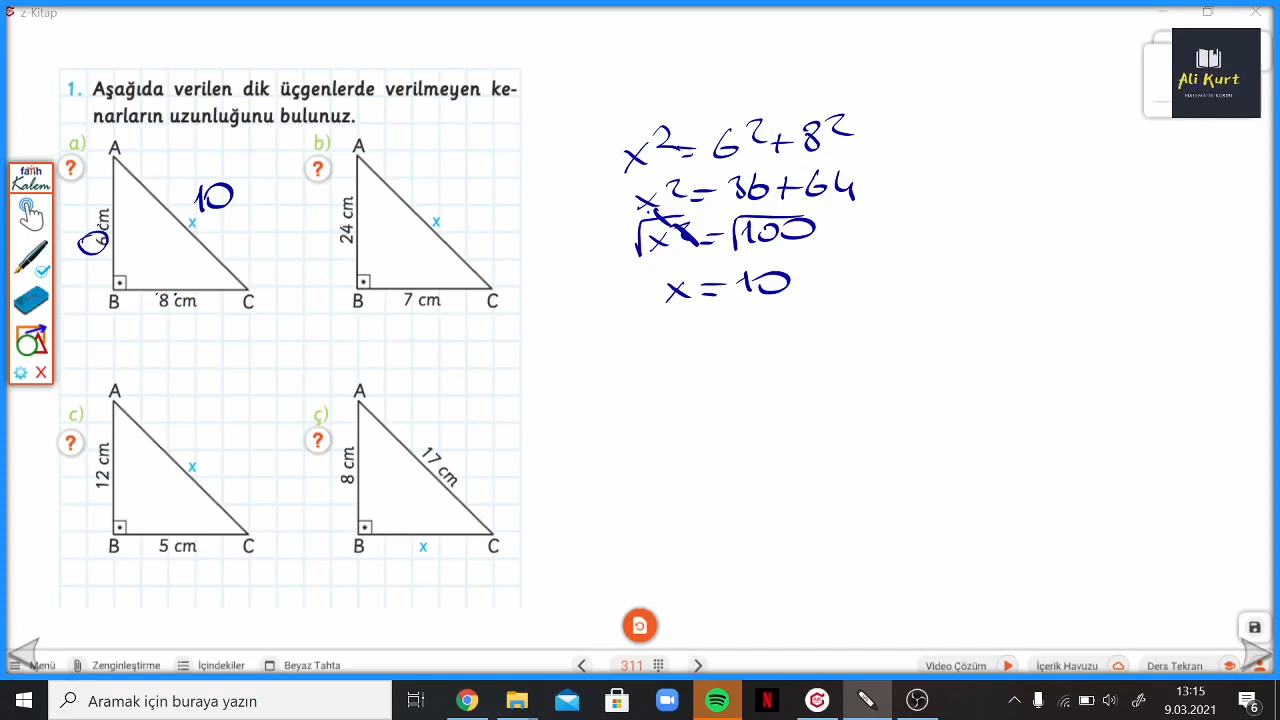 z-Kitap
Ali Kurt
MATEMATİK KURDU
1. Aşağıda verilen dik üçgenlerde verilmeyen ke-
narların uzunluğunu bulunuz.
a)
?
A
6 cm
10
x
B
8 cm
C
b)
?
A
24 cm
x
B
7 cm
C
x² = 6² + 8²
x² = 36 + 64
√x² = √100
x = 10
fatih
Kalem
c)
?
A
12 cm
x
B
5 cm
C
ç)
?
A
8 cm
17 cm
B
x
C
Menü
Zenginleştirme
İçindekiler
Beyaz Tahta
311
Video Çözüm
İçerik Havuzu
Ders Tekrarı
Aramak için buraya yazın
13:15
9.03.2021
6